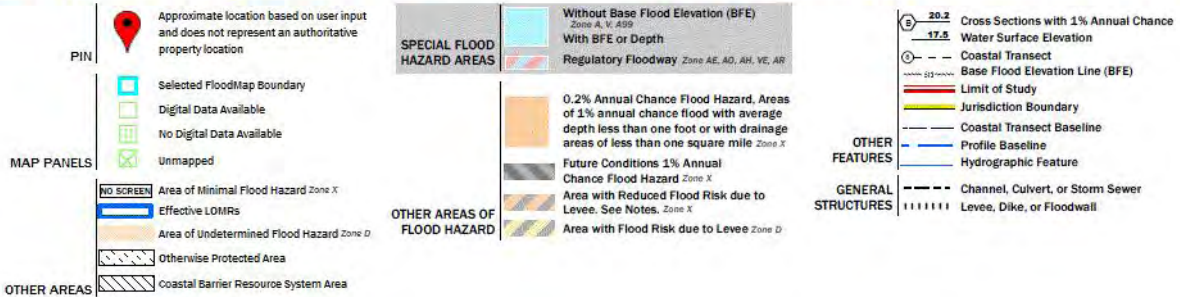 PIN
Approximate location based on user input
and does not represent an authoritative
property location
Selected FloodMap Boundary
Digital Data Available
No Digital Data Available
MAP PANELS
Unmapped
NO SCREEN Area of Minimal Flood Hazard Zone X
Effective LOMRs
Area of Undetermined Flood Hazard Zone D
Otherwise Protected Area
OTHER AREAS
Coastal Barrier Resource System Area
SPECIAL FLOOD
HAZARD AREAS
Without Base Flood Elevation (BFE)
Zone A, V, A99
With BFE or Depth
Regulatory Floodway Zone AE, AO, AH, VE, AR
0.2% Annual Chance Flood Hazard, Areas
of 1% annual chance flood with average
depth less than one foot or with drainage
areas of less than one square mile Zone X
Future Conditions 1% Annual
Chance Flood Hazard Zone X
Area with Reduced Flood Risk due to
Levee. See Notes. Zone X
OTHER AREAS OF
FLOOD HAZARD
Area with Flood Risk due to Levee Zone D
B 20.2 Cross Sections with 1% Annual Chance
17.5 Water Surface Elevation
Coastal Transect
Base Flood Elevation Line (BFE)
Limit of Study
Jurisdiction Boundary
Coastal Transect Baseline
OTHER
FEATURES
Profile Baseline
Hydrographic Feature
GENERAL
STRUCTURES
Channel, Culvert, or Storm Sewer
Levee, Dike, or Floodwall